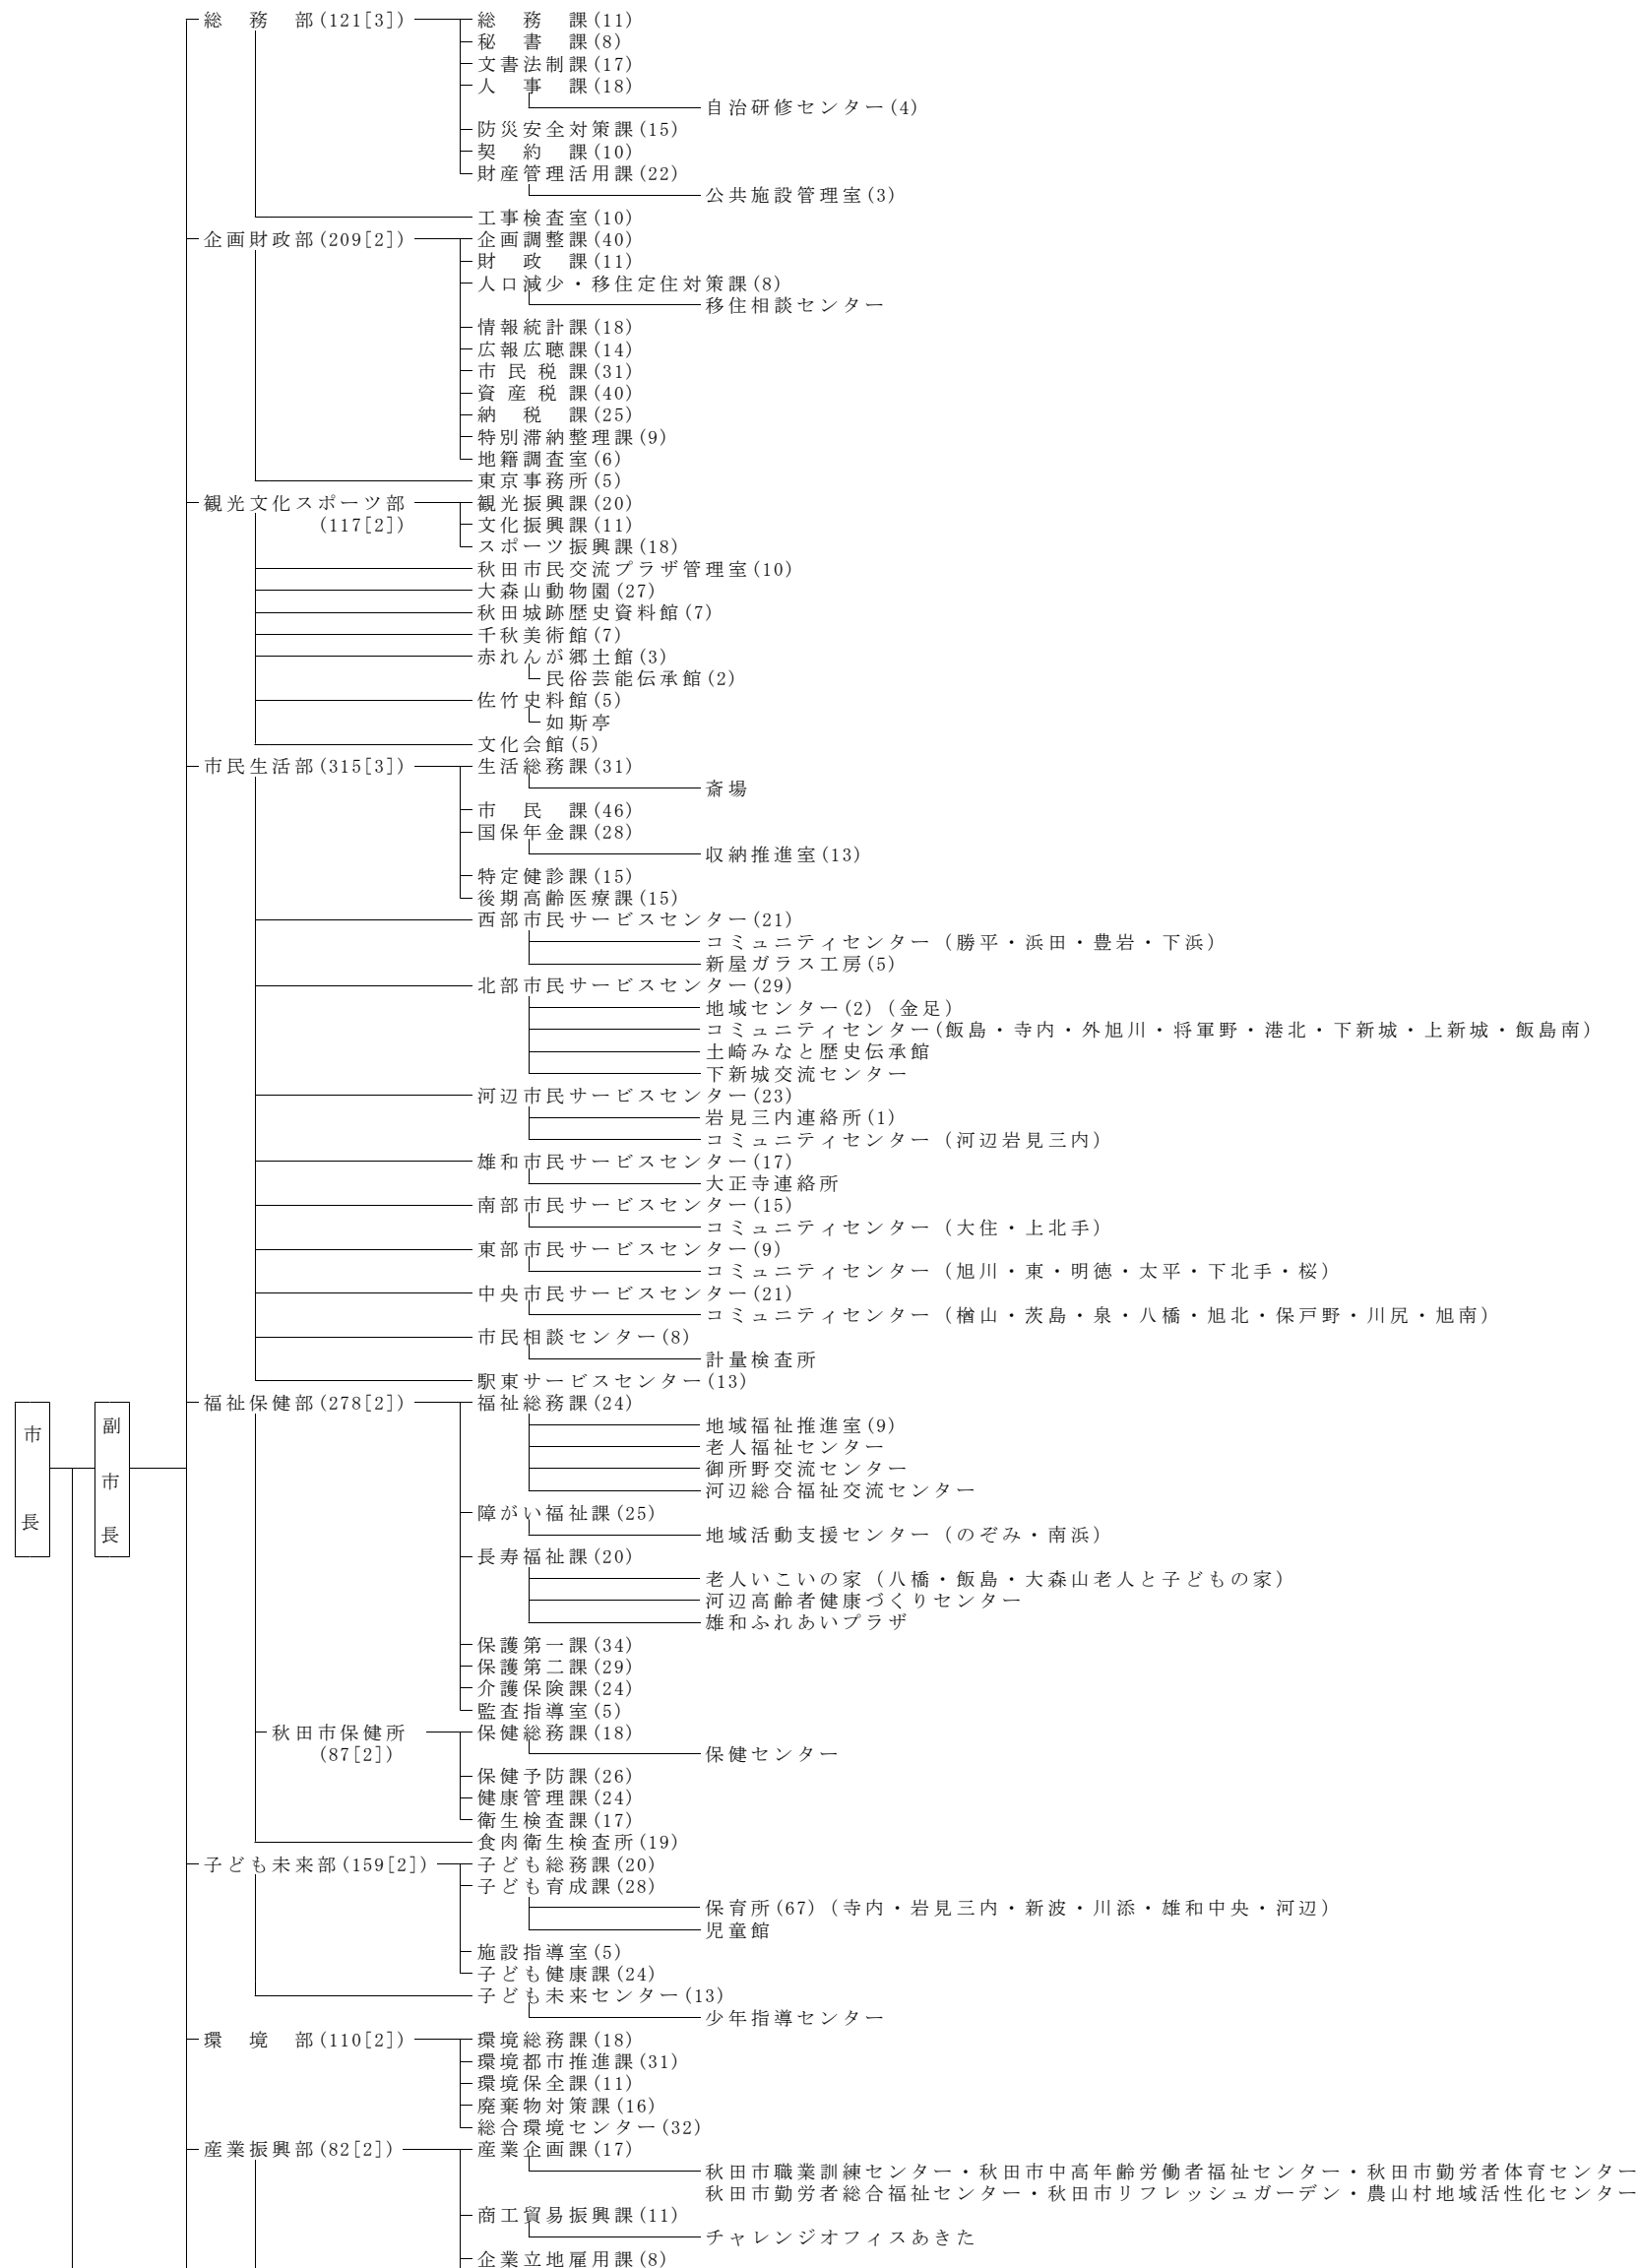 総　務　部(121[3])　総　務　課(11)
秘　書　課(8)
文書法制課(17)
人　事　課(18)
自治研修センター(4)
防災安全対策課(15)
契　約　課(10)
財産管理活用課(22)
公共施設管理室(3)
工事検査室(10)
企画財政部(209[2])　企画調整課(40)
財　政　課(11)
人口減少・移住定住対策課(8)
移住相談センター
情報統計課(18)
広報広聴課(14)
市 民 税 課(31)
資 産 税 課(40)
納　税　課(25)
特別滞納整理課(9)
地籍調査室(6)
東京事務所(5)
観光文化スポーツ部　観光振興課(20)
(117[2])　文化振興課(11)
スポーツ振興課(18)
秋田市民交流プラザ管理室(10)
大森山動物園(27)
秋田城跡歴史資料館(7)
千秋美術館(7)
赤れんが郷土館(3)
民俗芸能伝承館(2)
佐竹史料館(5)
如斯亭
文化会館(5)
市民生活部(315[3])　生活総務課(31)
斎場
市　民　課(46)
国保年金課(28)
収納推進室(13)
特定健診課(15)
後期高齢医療課(15)
西部市民サービスセンター(21)
コミュニティセンター（勝平・浜田・豊岩・下浜）
新屋ガラス工房(5)
北部市民サービスセンター(29)
地域センター(2)（金足）
コミュニティセンター(飯島・寺内・外旭川・将軍野・港北・下新城・上新城・飯島南）
土崎みなと歴史伝承館
下新城交流センター
河辺市民サービスセンター(23)
岩見三内連絡所(1)
コミュニティセンター（河辺岩見三内）
雄和市民サービスセンター(17)
大正寺連絡所
南部市民サービスセンター(15)
コミュニティセンター（大住・上北手）
東部市民サービスセンター(9)
コミュニティセンター（旭川・東・明徳・太平・下北手・桜）
中央市民サービスセンター(21)
コミュニティセンター（楢山・茨島・泉・八橋・旭北・保戸野・川尻・旭南）
市民相談センター(8)
計量検査所
駅東サービスセンター(13)
市長
副市長
福祉保健部(278[2])　福祉総務課(24)
地域福祉推進室(9)
老人福祉センター
御所野交流センター
河辺総合福祉交流センター
障がい福祉課(25)
地域活動支援センター（のぞみ・南浜）
長寿福祉課(20)
老人いこいの家（八橋・飯島・大森山老人と子どもの家）
河辺高齢者健康づくりセンター
雄和ふれあいプラザ
保護第一課(34)
保護第二課(29)
介護保険課(24)
監査指導室(5)
秋田市保健所　保健総務課(18)
(87[2])　保健センター
保健予防課(26)
健康管理課(24)
衛生検査課(17)
食肉衛生検査所(19)
子ども未来部(159[2])　子ども総務課(20)
子ども育成課(28)
保育所(67)（寺内・岩見三内・新波・川添・雄和中央・河辺）
児童館
施設指導室(5)
子ども健康課(24)
子ども未来センター(13)
少年指導センター
環　境　部(110[2])　環境総務課(18)
環境都市推進課(31)
環境保全課(11)
廃棄物対策課(16)
総合環境センター(32)
産業振興部(82[2])　産業企画課(17)
秋田市職業訓練センター・秋田市中高年齢労働者福祉センター・秋田市勤労者体育センター
秋田市勤労者総合福祉センター・秋田市リフレッシュガーデン・農山村地域活性化センター
商工貿易振興課(11)
チャレンジオフィスあきた
企業立地雇用課(8)